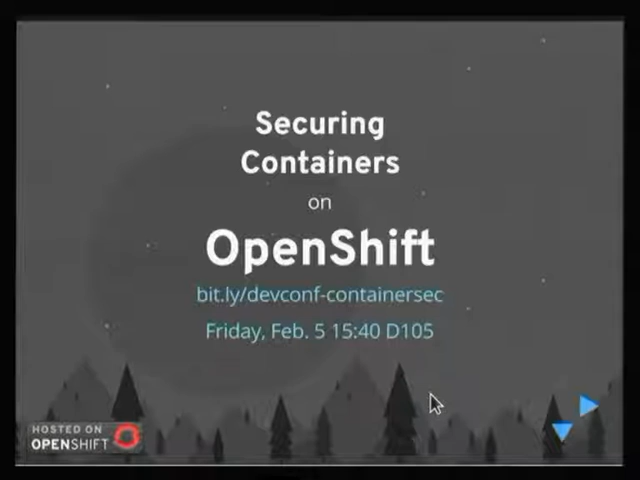 Securing
Containers
on
OpenShift
bit.ly/devconf-containersec
Friday, Feb. 5 15:40 D105
HOSTED ON
OPENSHIFT